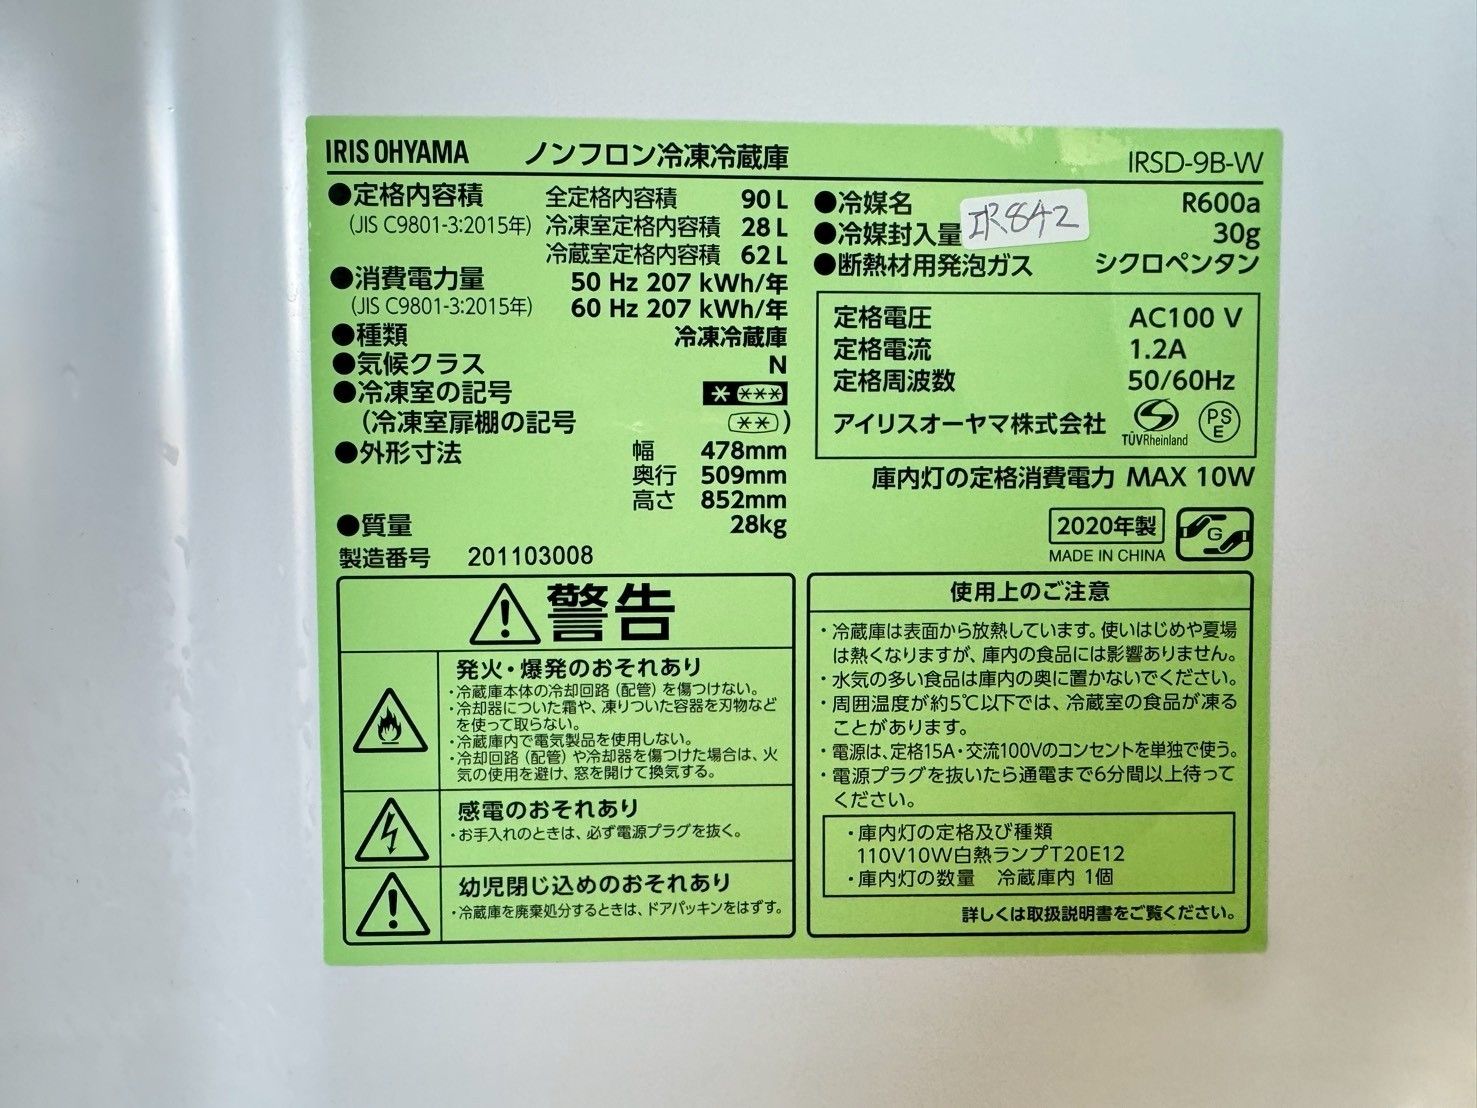 IRIS OHYAMA ノンフロン冷凍冷蔵庫 IRSD-9B-W
●定格内容積 全定格内容積 90 L
(JIS C9801-3:2015年) 冷凍室定格内容積 28 L
冷蔵室定格内容積 62 L
●消費電力量 50 Hz 207 kWh/年
(JIS C9801-3:2015年) 60 Hz 207 kWh/年
●種類 冷凍冷蔵庫
●気候クラス N
●冷凍室の記号 * ***
(冷凍室扉棚の記号 **)
●外形寸法 幅 478mm
奥行 509mm
高さ 852mm
●質量 28kg
製造番号 201103008
●冷媒名 R600a
●冷媒封入量 30g
IR842
●断熱材用発泡ガス シクロペンタン
定格電圧 AC100 V
定格電流 1.2A
定格周波数 50/60Hz
アイリスオーヤマ株式会社 TÜVRheinland PSE
庫内灯の定格消費電力 MAX 10W
2020年製 G
MADE IN CHINA
警告
発火・爆発のおそれあり
・冷蔵庫本体の冷却回路(配管)を傷つけない。
・冷却器についた霜や、凍りついた容器を刃物など
を使って取らない。
・冷蔵庫内で電気製品を使用しない。
・冷却回路(配管)や冷却器を傷つけた場合は、火
気の使用を避け、窓を開けて換気する。
感電のおそれあり
・お手入れのときは、必ず電源プラグを抜く。
幼児閉じ込めのおそれあり
・冷蔵庫を廃棄処分するときは、ドアパッキンをはずす。
使用上のご注意
・冷蔵庫は表面から放熱しています。使いはじめや夏場
は熱くなりますが、庫内の食品には影響ありません。
・水気の多い食品は庫内の奥に置かないでください。
・周囲温度が約5℃以下では、冷蔵室の食品が凍る
ことがあります。
・電源は、定格15A・交流100Vのコンセントを単独で使う。
・電源プラグを抜いたら通電まで6分間以上待って
ください。
・庫内灯の定格及び種類
110V10W白熱ランプT20E12
・庫内灯の数量 冷蔵庫内 1個
詳しくは取扱説明書をご覧ください。